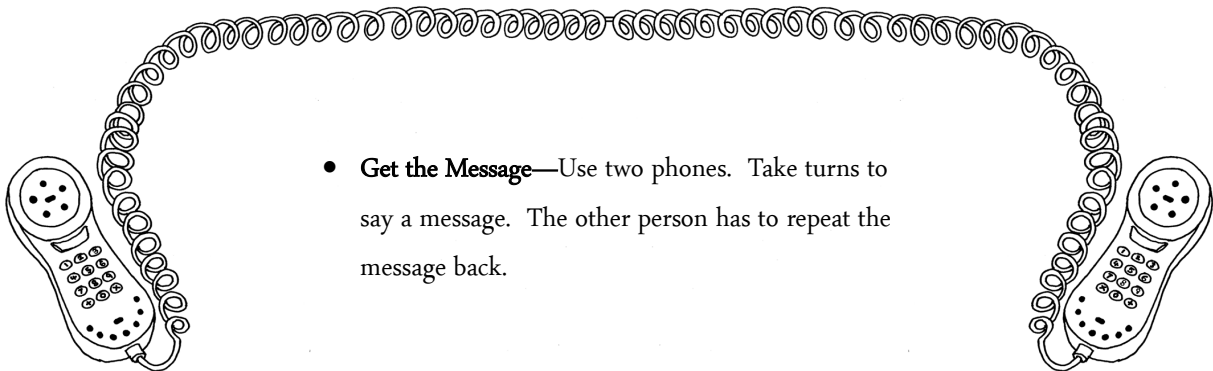 • Get the Message—Use two phones.  Take turns to
say a message.  The other person has to repeat the
message back.